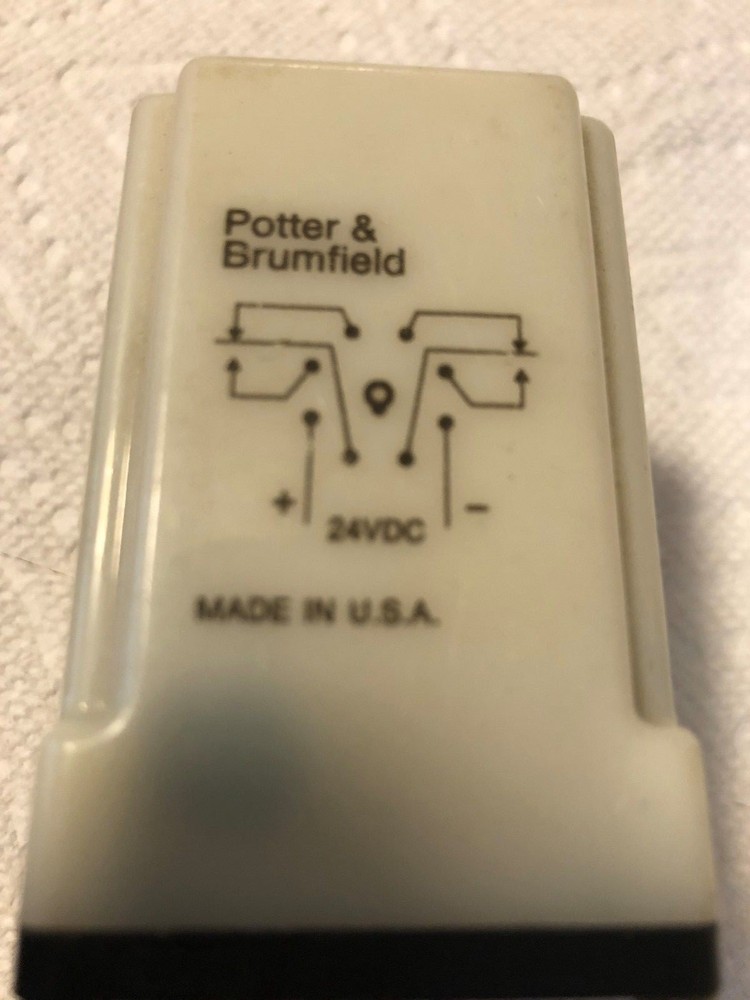 Potter &
Brumfield
+ 24VDC −
MADE IN U.S.A.